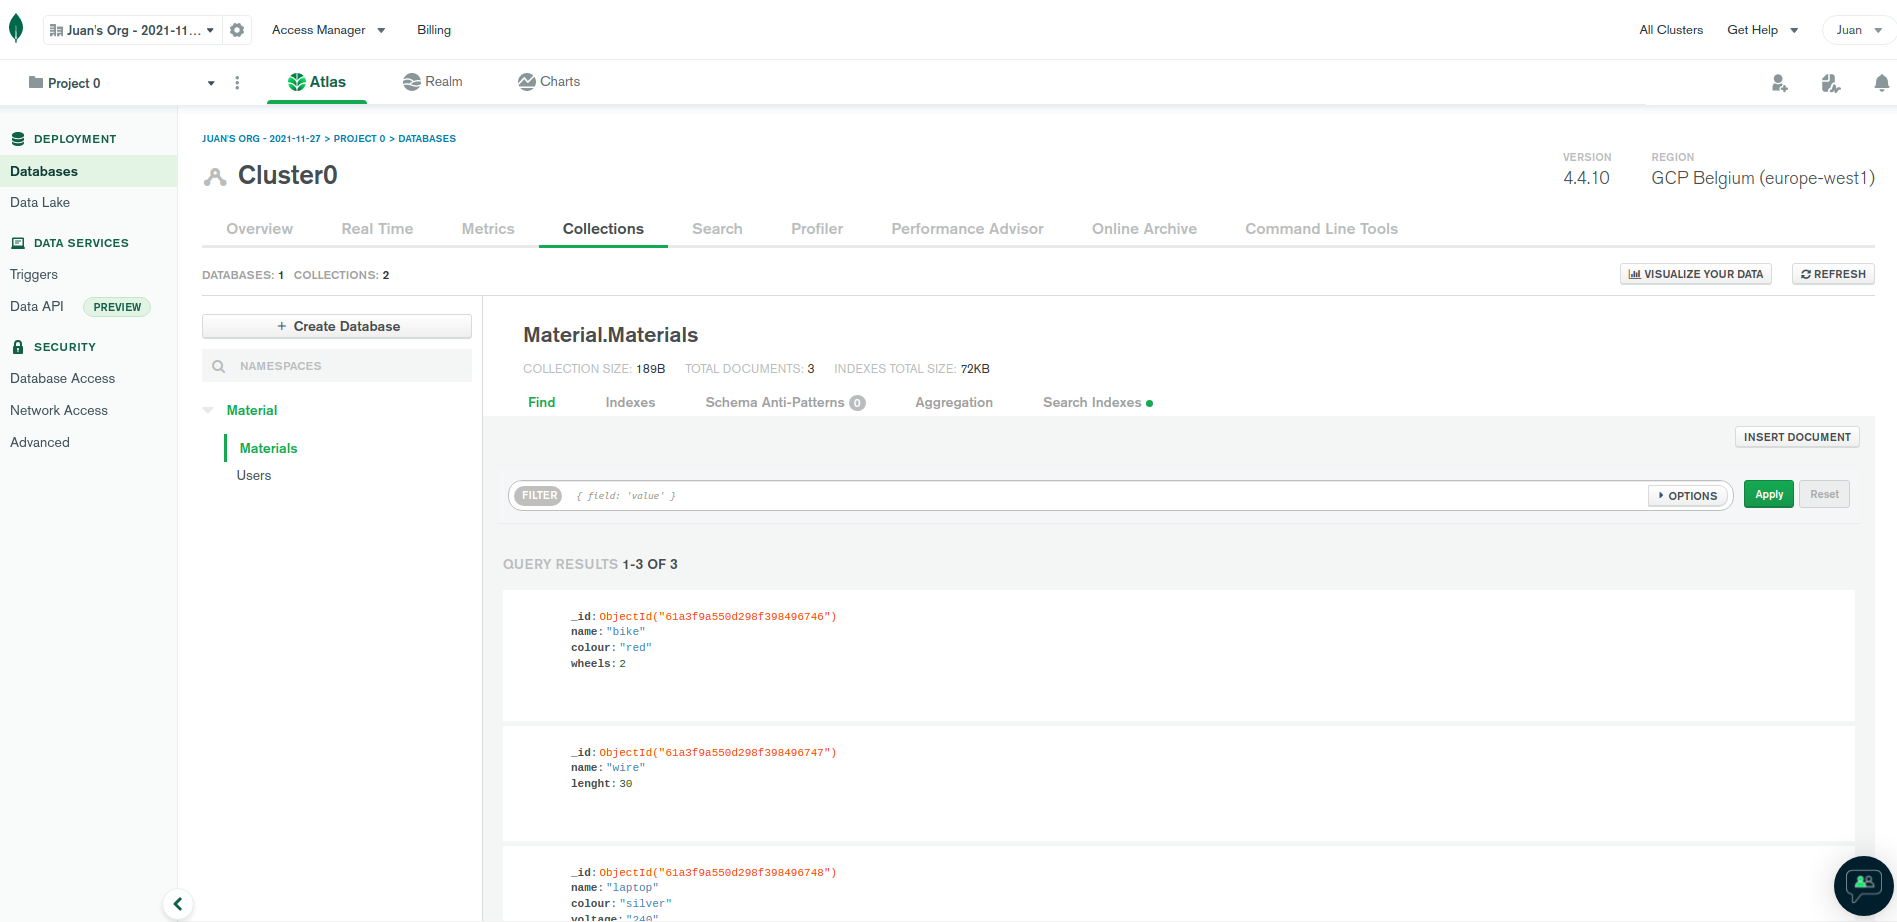 Juan's Org - 2021-11...
Access Manager
Billing
All Clusters
Get Help
Juan
Project 0
Atlas
Realm
Charts
DEPLOYMENT
Databases
Data Lake
DATA SERVICES
Triggers
Data API PREVIEW
SECURITY
Database Access
Network Access
Advanced
JUAN'S ORG - 2021-11-27 > PROJECT 0 > DATABASES
Cluster0
VERSION
4.4.10
REGION
GCP Belgium (europe-west1)
Overview
Real Time
Metrics
Collections
Search
Profiler
Performance Advisor
Online Archive
Command Line Tools
DATABASES: 1 COLLECTIONS: 2
VISUALIZE YOUR DATA
REFRESH
+ Create Database
NAMESPACES
Material
Materials
Users
Material.Materials
COLLECTION SIZE: 189B TOTAL DOCUMENTS: 3 INDEXES TOTAL SIZE: 72KB
Find
Indexes
Schema Anti-Patterns 0
Aggregation
Search Indexes
INSERT DOCUMENT
FILTER { field: 'value' }
OPTIONS
Apply
Reset
QUERY RESULTS 1-3 OF 3
_id: ObjectId("61a3f9a550d298f398496746")
name: "bike"
colour: "red"
wheels: 2
_id: ObjectId("61a3f9a550d298f398496747")
name: "wire"
lenght: 30
_id: ObjectId("61a3f9a550d298f398496748")
name: "laptop"
colour: "silver"
voltage: "240"